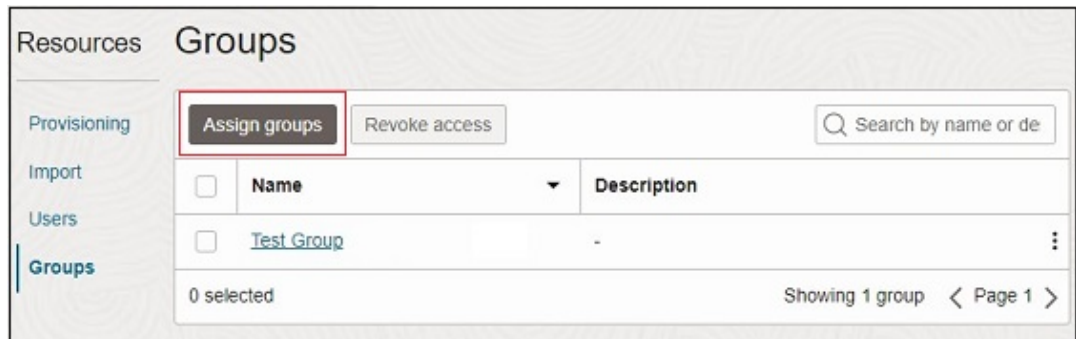 Resources
Groups
Provisioning
Import
Users
Groups
Assign groups Revoke access Search by name or de
Name Description
Test Group -
0 selected Showing 1 group Page 1